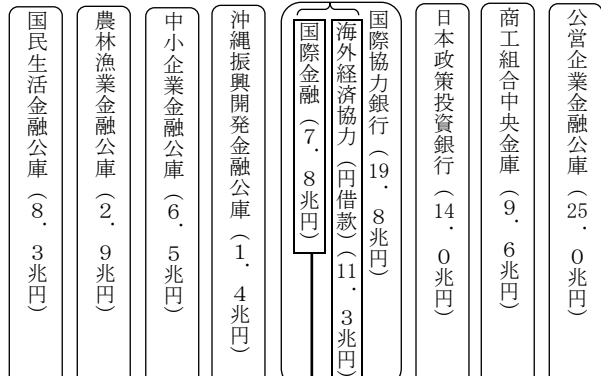 公営企業金融公庫（25．0兆円）
商工組合中央金庫（9．6兆円）
日本政策投資銀行（14．0兆円）
国際協力銀行（19．8兆円）
海外経済協力（円借款）（11．3兆円）
国際金融（7．8兆円）
沖縄振興開発金融公庫（1．4兆円）
中小企業金融公庫（6．5兆円）
農林漁業金融公庫（2．9兆円）
国民生活金融公庫（8．3兆円）